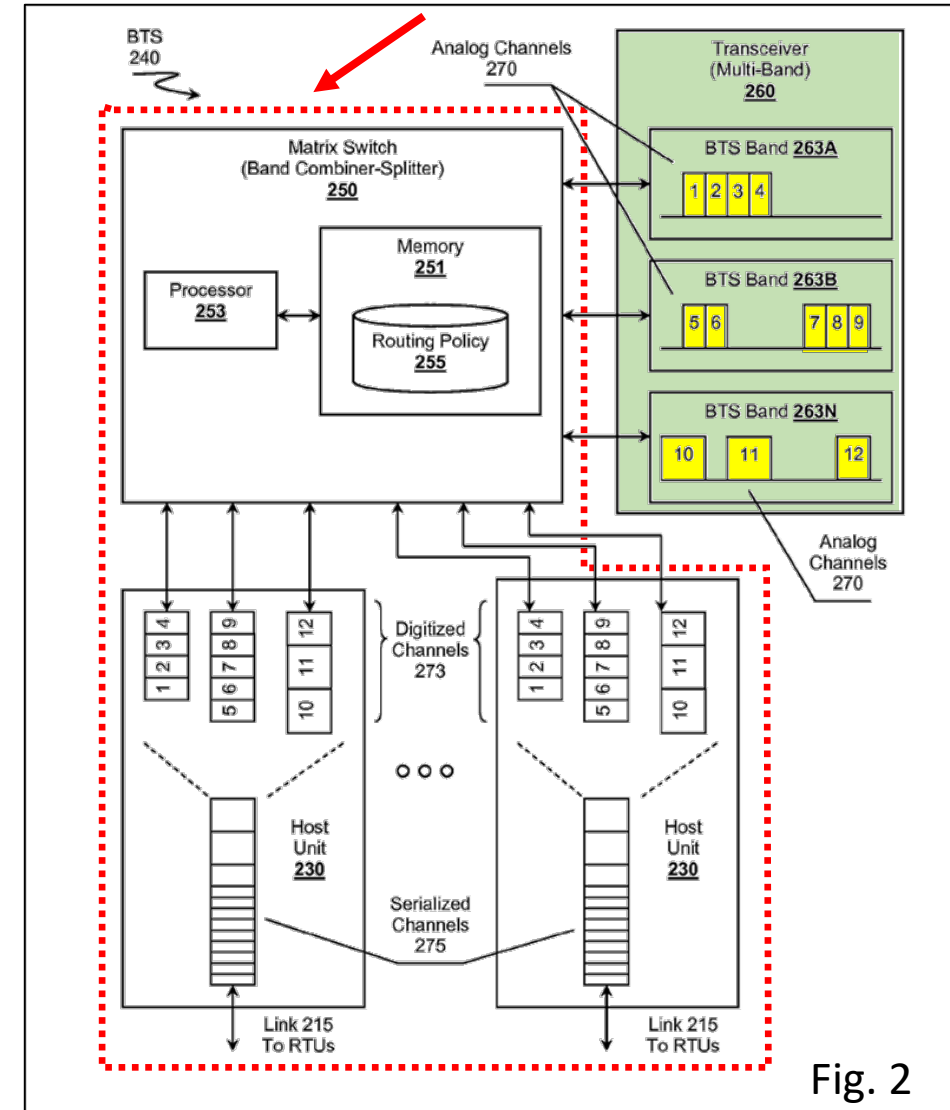 BTS
240
Analog Channels
270
Transceiver
(Multi-Band)
260
Matrix Switch
(Band Combiner-Splitter)
250
Memory
251
Processor
253
Routing Policy
255
BTS Band 263A
1 2 3 4
BTS Band 263B
5 6 7 8 9
BTS Band 263N
10 11 12
Analog
Channels
270
1 2 3 4
5 6 7 8 9
10 11 12
Digitized
Channels
273
1 2 3 4
5 6 7 8 9
10 11 12
Host
Unit
230
Serialized
Channels
275
Host
Unit
230
Link 215
To RTUs
Link 215
To RTUs
Fig. 2